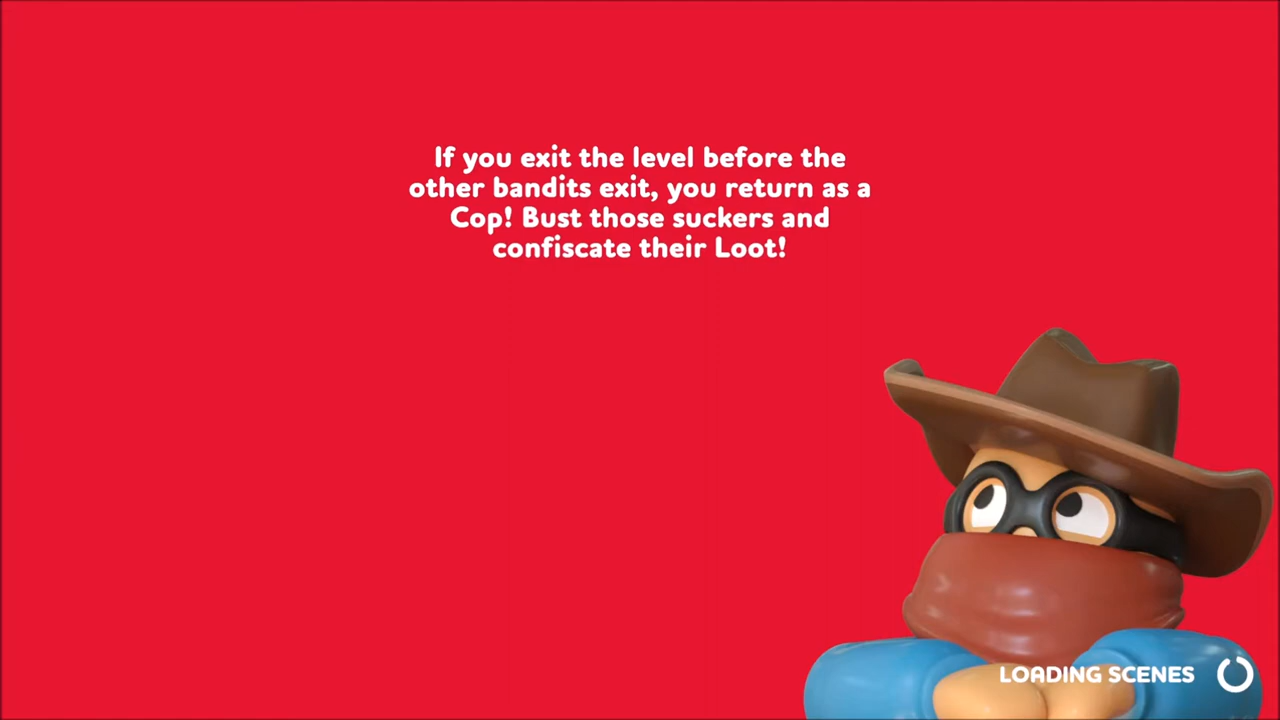 If you exit the level before the
other bandits exit, you return as a
Cop! Bust those suckers and
confiscate their Loot!
LOADING SCENES